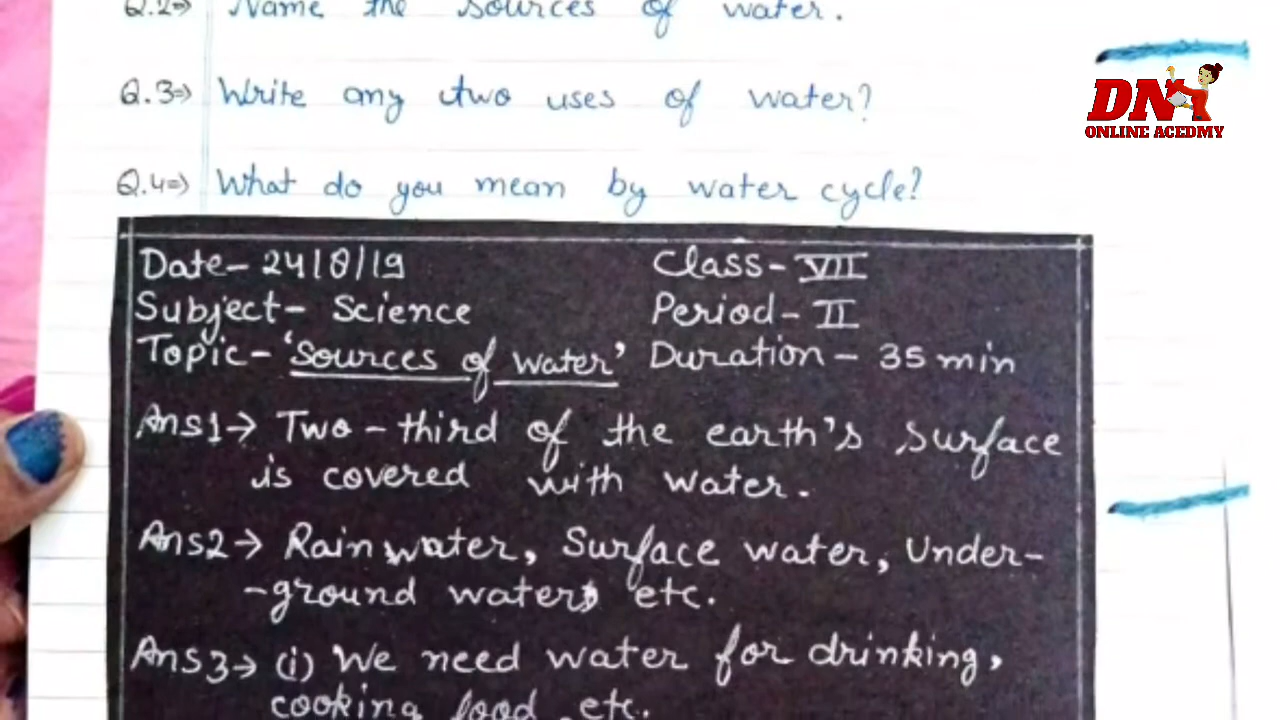 Q.2⇒ Name the sources of water.
Q.3⇒ Write any two uses of water?
Q.4⇒ What do you mean by water cycle?
DN
ONLINE ACEDMY
Date- 24/8/19 Class- VII
Subject- Science Period- II
Topic- 'Sources of water' Duration - 35 min
Ans1→ Two-third of the earth's surface
is covered with water.
Ans2→ Rain water, Surface water, Under-
-ground water, etc.
Ans3→ (i) We need water for drinking,
cooking food, etc.